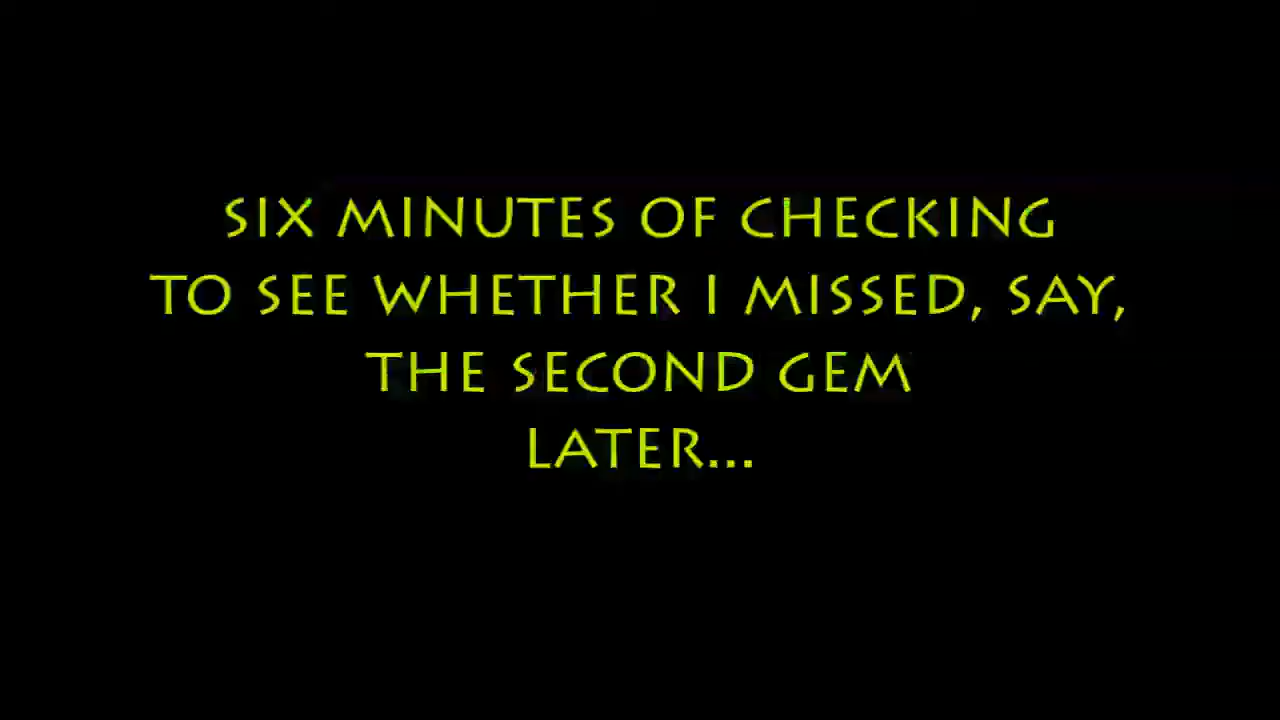 SIX MINUTES OF CHECKING
TO SEE WHETHER I MISSED, SAY,
THE SECOND GEM
LATER...